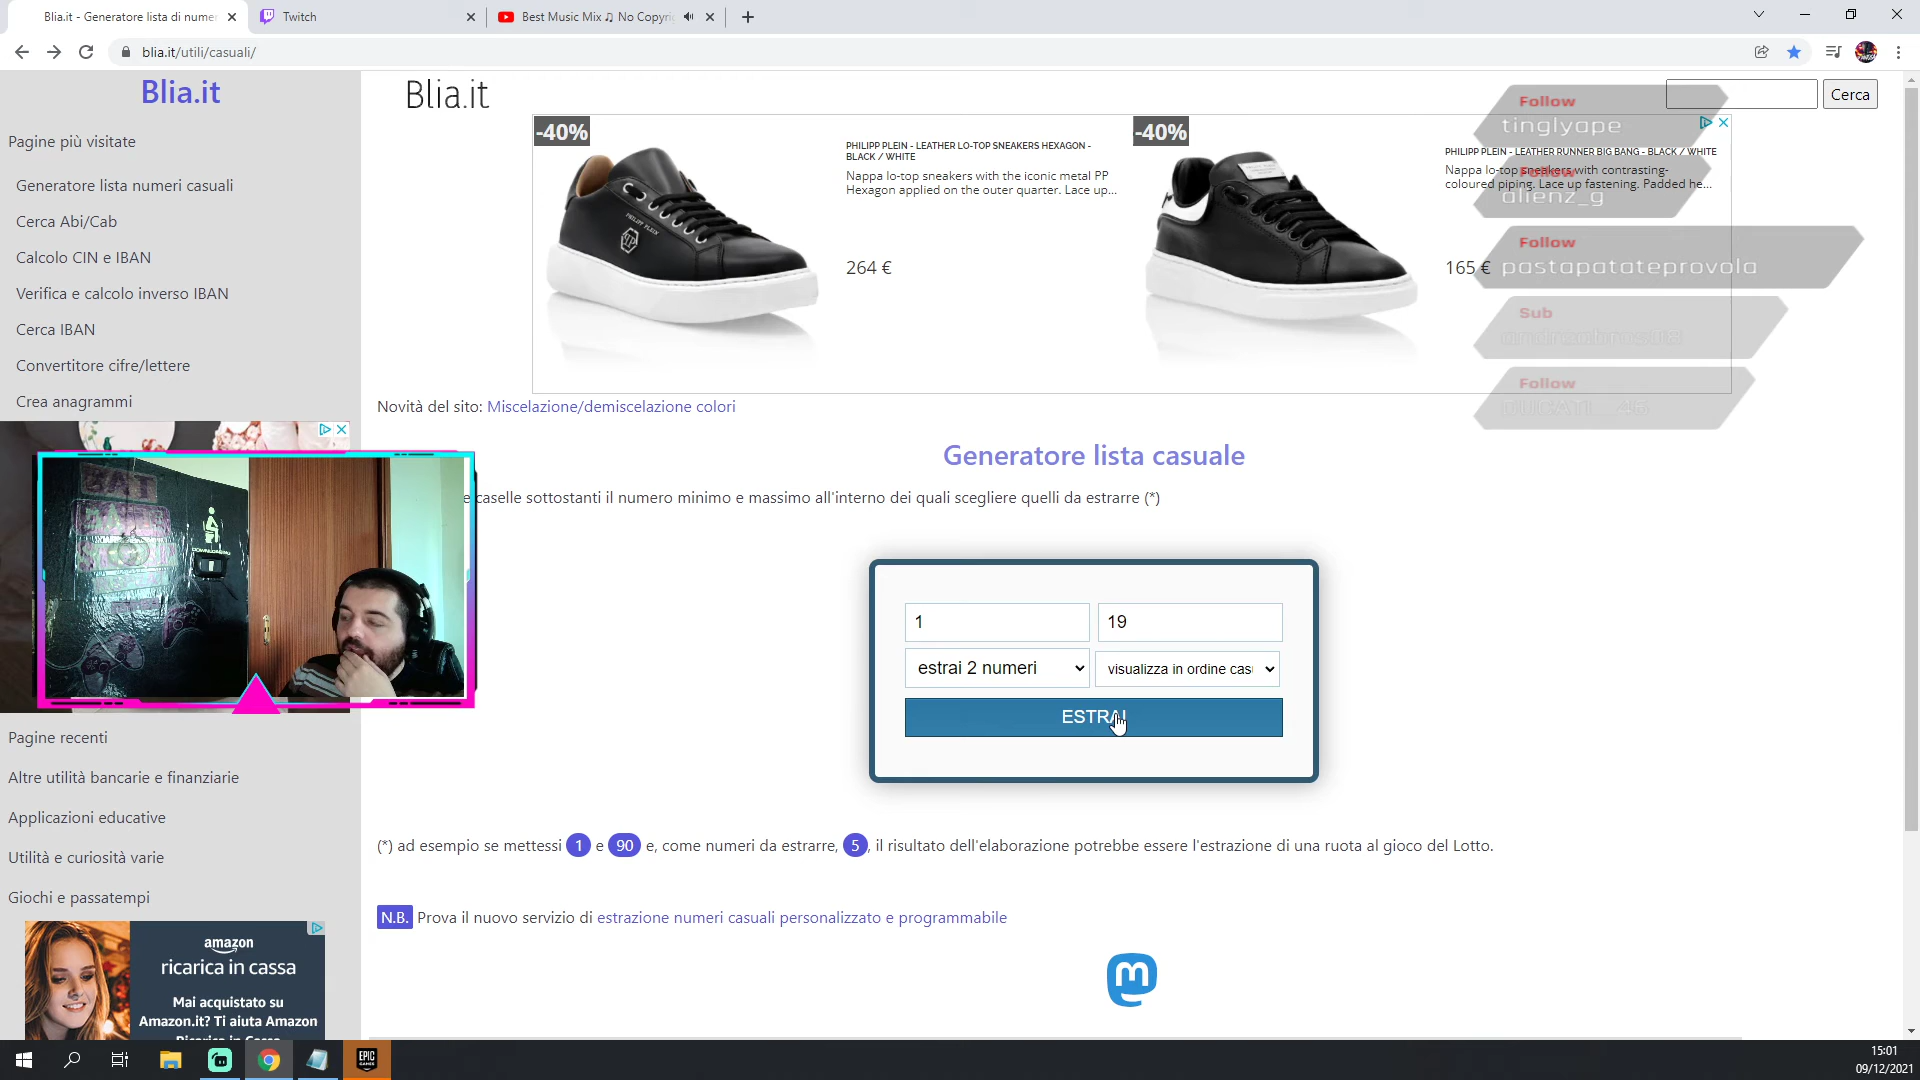 Blia.it - Generatore lista di nume
Twitch
Best Music Mix ♫ No Copyri
blia.it/utili/casuali/
Blia.it
Pagine più visitate
Generatore lista numeri casuali
Cerca Abi/Cab
Calcolo CIN e IBAN
Verifica e calcolo inverso IBAN
Cerca IBAN
Convertitore cifre/lettere
Crea anagrammi
Pagine recenti
Altre utilità bancarie e finanziarie
Applicazioni educative
Utilità e curiosità varie
Giochi e passatempi
amazon
ricarica in cassa
Mai acquistato su
Amazon.it? Ti aiuta Amazon
Blia.it
Cerca
-40%
PHILIPP PLEIN - LEATHER LO-TOP SNEAKERS HEXAGON -
BLACK / WHITE
Nappa lo-top sneakers with the iconic metal PP
Hexagon applied on the outer quarter. Lace up...
264 €
-40%
PHILIPP PLEIN - LEATHER RUNNER BIG BANG - BLACK / WHITE
Nappa lo-top sneakers with contrasting-
coloured piping. Lace up fastening. Padded he...
165 €
Follow
tinglyape
Follow
alienz_g
Follow
pastapatateprovola
Sub
Follow
Novità del sito: Miscelazione/demiscelazione colori
Generatore lista casuale
e caselle sottostanti il numero minimo e massimo all'interno dei quali scegliere quelli da estrarre (*)
1
19
estrai 2 numeri
visualizza in ordine cas
ESTRAI
(*) ad esempio se mettessi 1 e 90 e, come numeri da estrarre, 5, il risultato dell'elaborazione potrebbe essere l'estrazione di una ruota al gioco del Lotto.
N.B. Prova il nuovo servizio di estrazione numeri casuali personalizzato e programmabile
EPIC
GAMES
15:01
09/12/2021